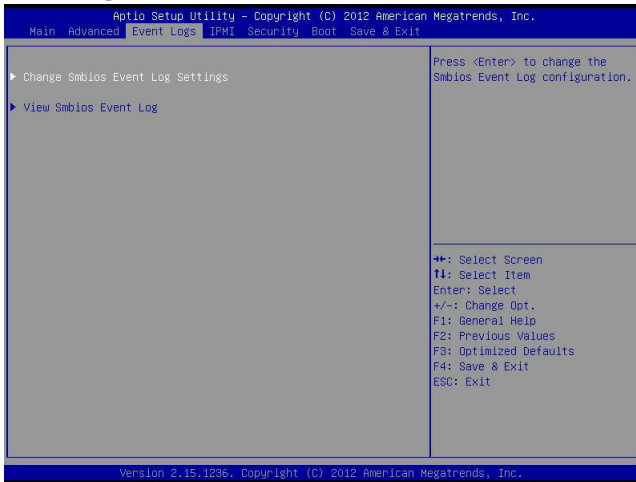 Aptio Setup Utility – Copyright (C) 2012 American Megatrends, Inc.
Main Advanced Event Logs IPMI Security Boot Save & Exit
▶ Change Smbios Event Log Settings
▶ View Smbios Event Log
Press <Enter> to change the
Smbios Event Log configuration.
→←: Select Screen
↑↓: Select Item
Enter: Select
+/-: Change Opt.
F1: General Help
F2: Previous Values
F3: Optimized Defaults
F4: Save & Exit
ESC: Exit
Version 2.15.1236. Copyright (C) 2012 American Megatrends, Inc.